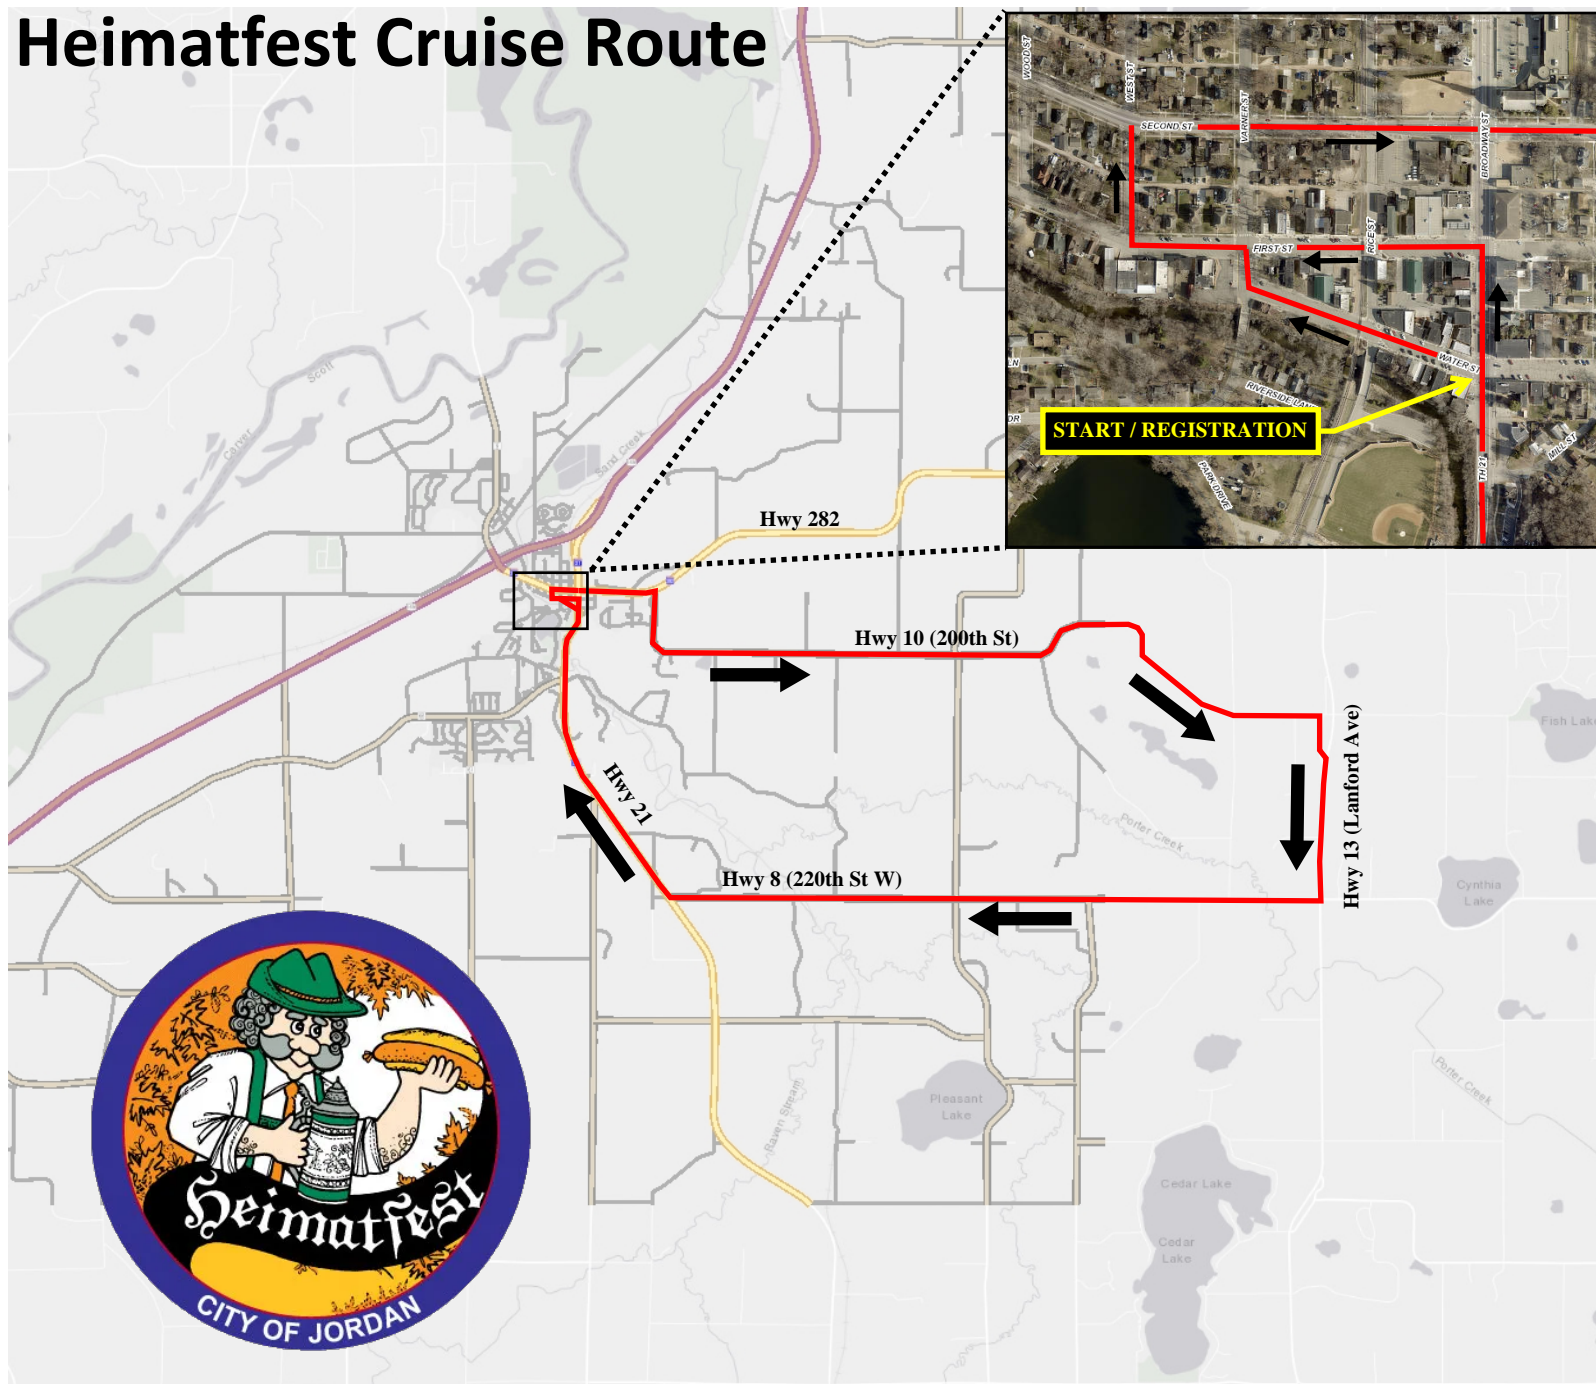 Heimatfest Cruise Route
WOOD ST
WEST ST
VARNER ST
BROADWAY ST
SECOND ST
FIRST ST
RICE ST
WATER ST
RIVERSIDE LAN
LN
DR
START / REGISTRATION
PARK DRIVE
TH 21
MILL ST
Scott
Carver
Sand Creek
Hwy 282
Hwy 10 (200th St)
Fish Lake
Hwy 13 (Lanford Ave)
Hwy 21
Porter Creek
Hwy 8 (220th St W)
Cynthia
Lake
Pleasant
Lake
Raven Stream
Porter Creek
Cedar Lake
Cedar
Lake
Heimatfest
CITY OF JORDAN